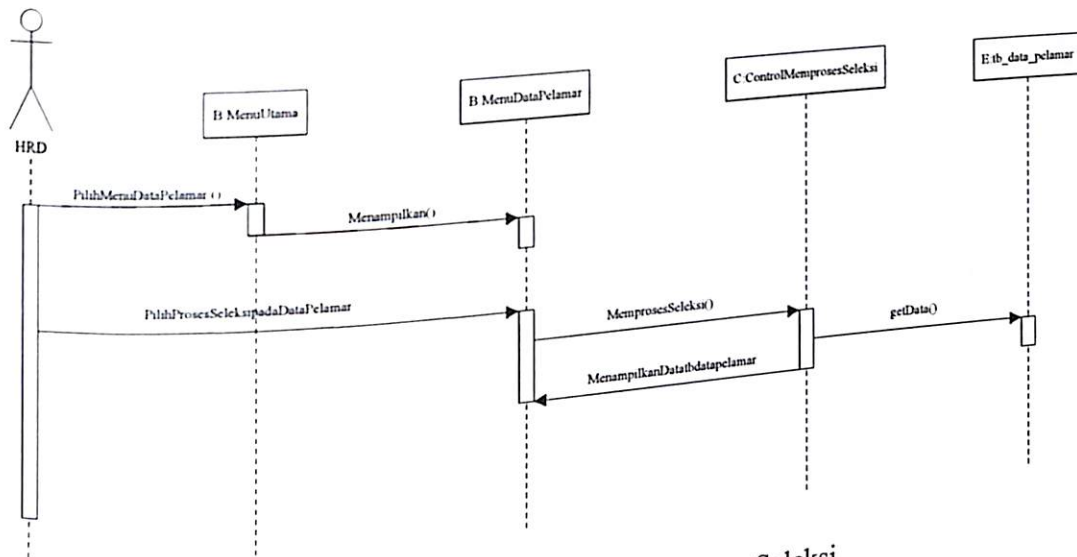 HRD
B MenuUtama
B MenuDataPelamar
C:ControlMemprosesSeleksi
E:tb_data_pelamar
PilihMenuDataPelamar ()
Menampilkan()
PilihProsesSeleksipadaDataPelamar
MemprosesSeleksi()
getData()
MenampilkanDatatbdatapelamar
Seleksi